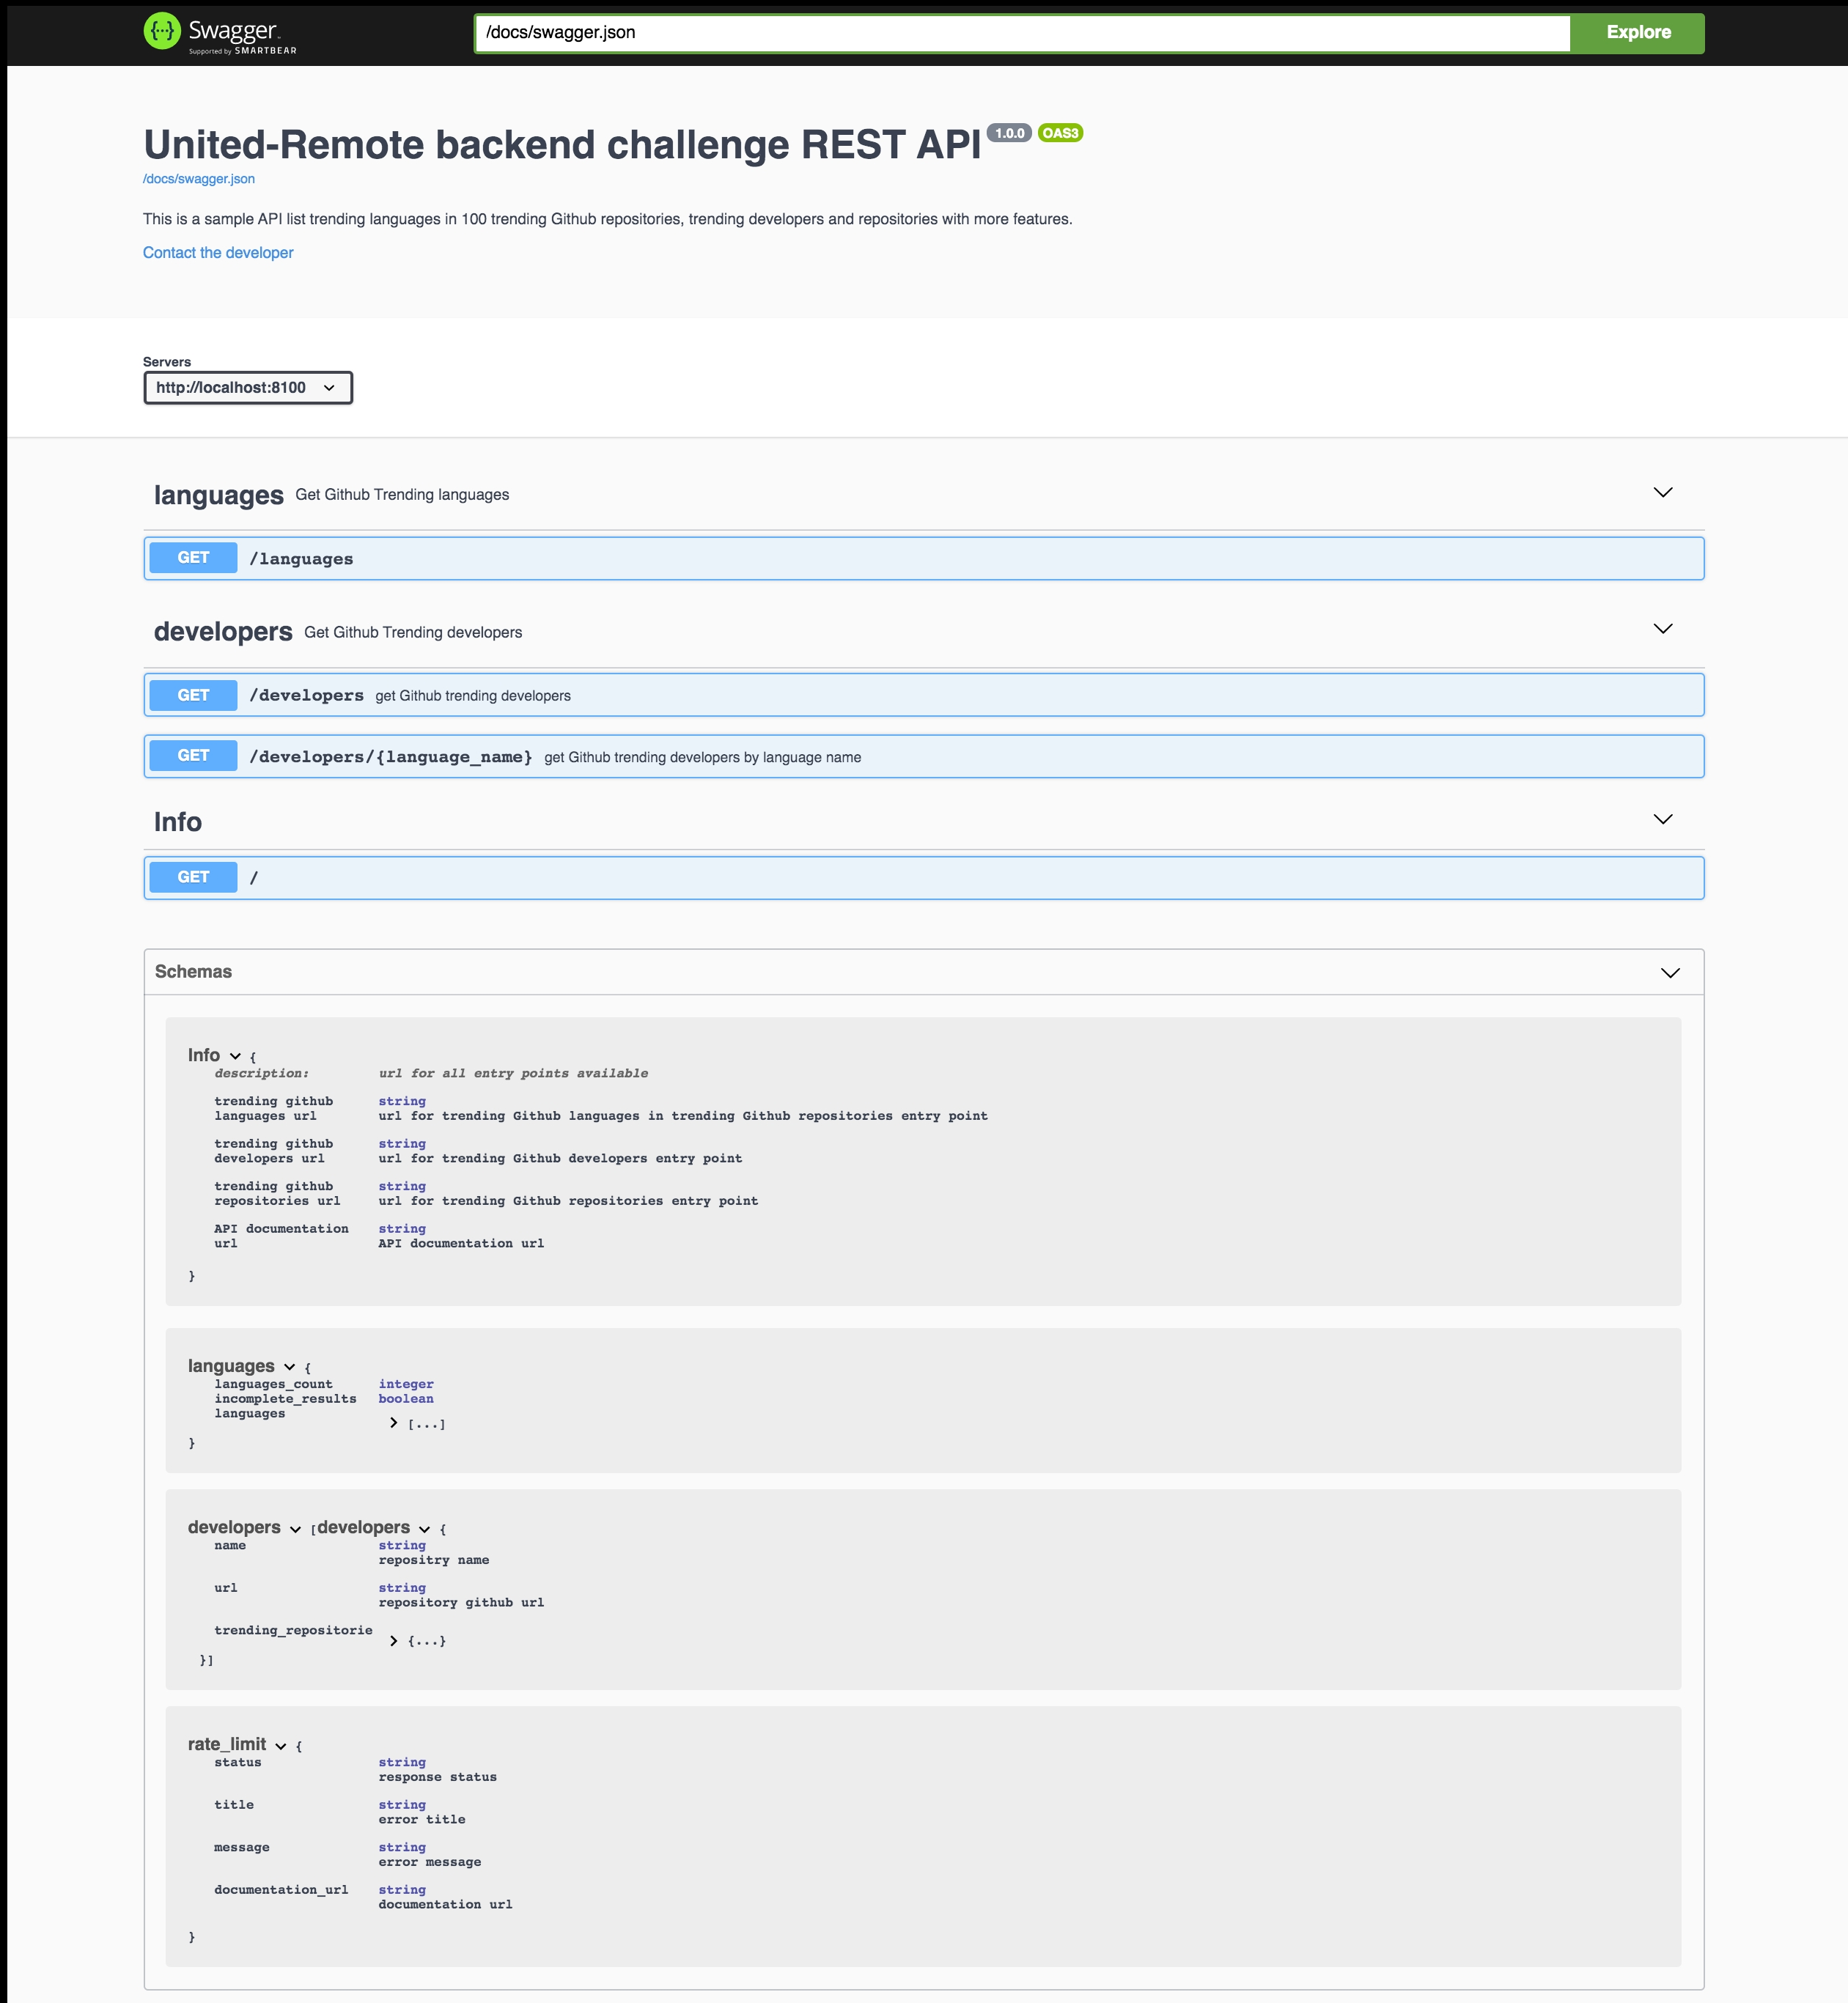 {···} Swagger
Supported by SMARTBEAR
/docs/swagger.json
Explore
United-Remote backend challenge REST API 1.0.0 OAS3
/docs/swagger.json
This is a sample API list trending languages in 100 trending Github repositories, trending developers and repositories with more features.
Contact the developer
Servers
http://localhost:8100
languages Get Github Trending languages
GET /languages
developers Get Github Trending developers
GET /developers get Github trending developers
GET /developers/{language_name} get Github trending developers by language name
Info
GET /
Schemas
Info {
description: url for all entry points available
trending github string
languages url url for trending Github languages in trending Github repositories entry point
trending github string
developers url url for trending Github developers entry point
trending github string
repositories url url for trending Github repositories entry point
API documentation string
url API documentation url
}
languages {
languages_count integer
incomplete_results boolean
languages
[...]
}
developers [developers {
name string
repositry name
url string
repository github url
trending_repositorie
{...}
}]
rate_limit {
status string
response status
title string
error title
message string
error message
documentation_url string
documentation url
}